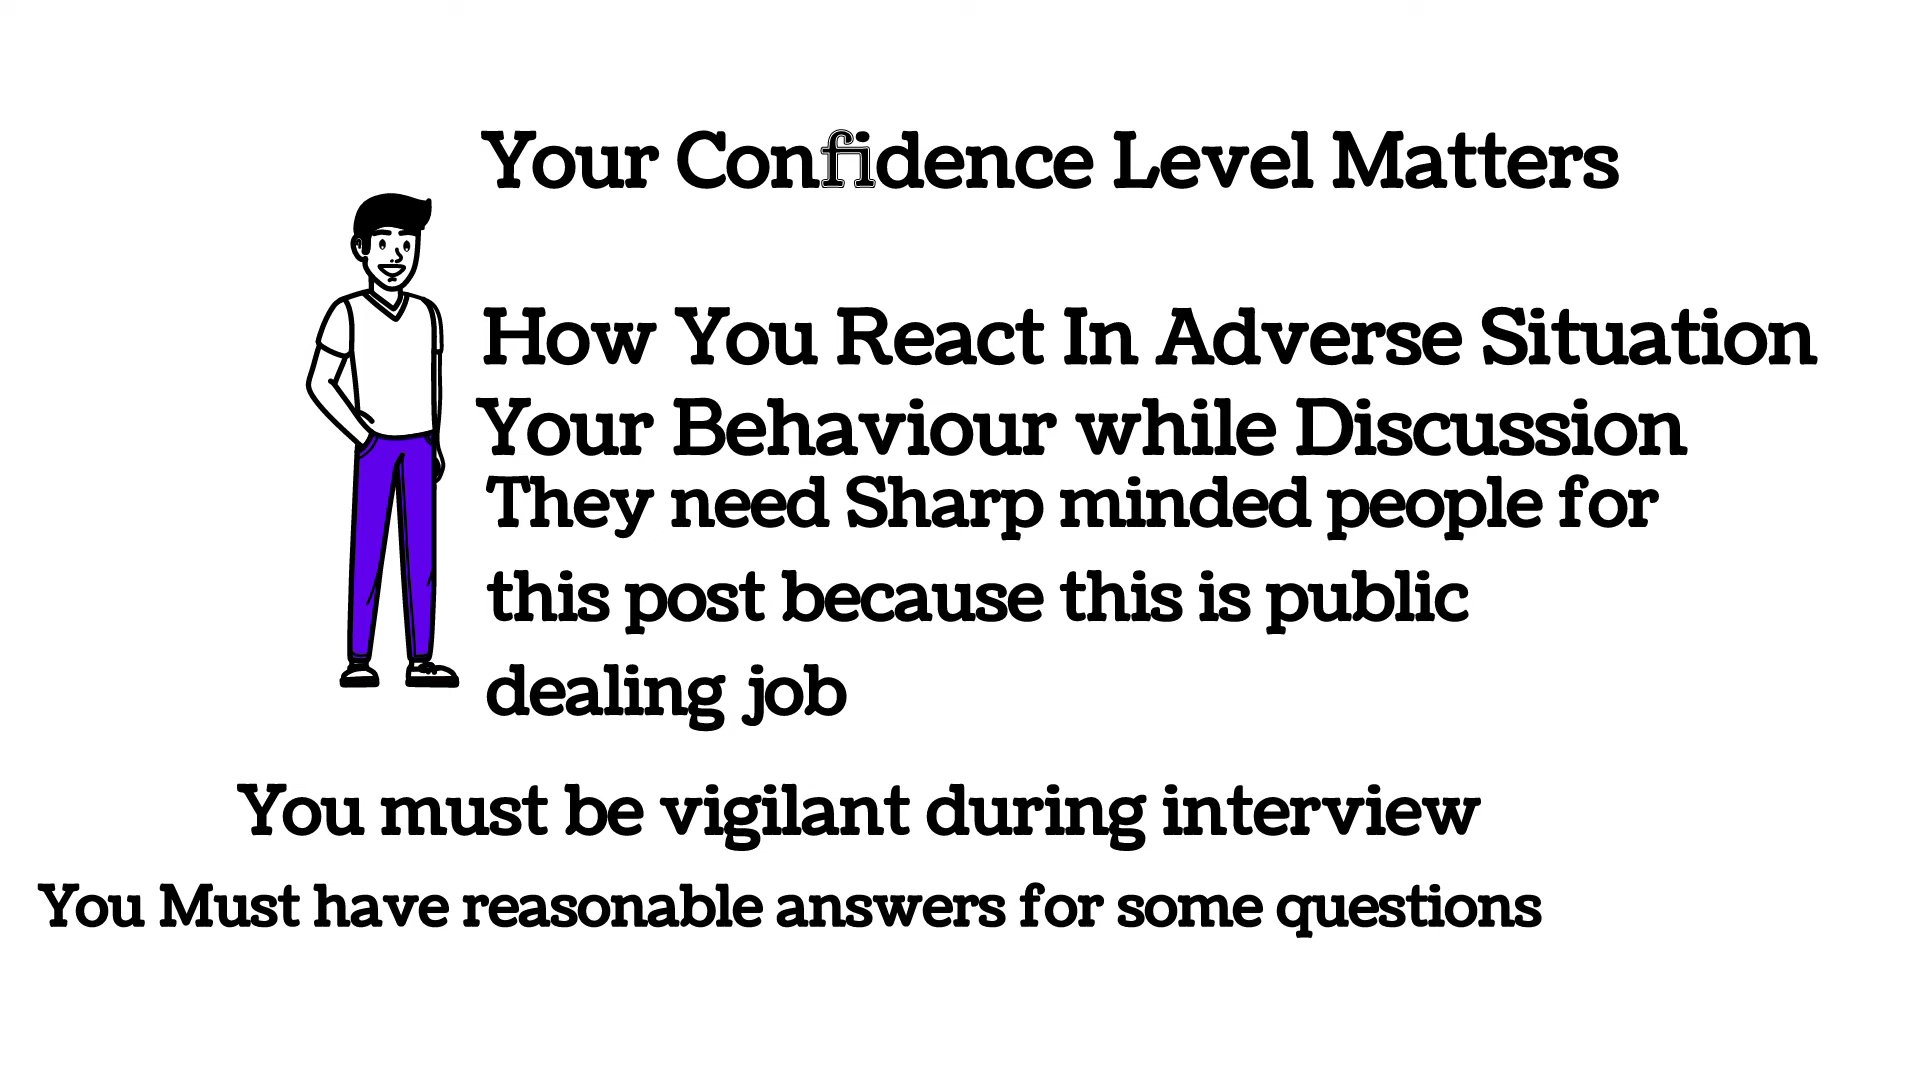 Your Confidence Level Matters
How You React In Adverse Situation
Your Behaviour while Discussion
They need Sharp minded people for
this post because this is public
dealing job
You must be vigilant during interview
You Must have reasonable answers for some questions